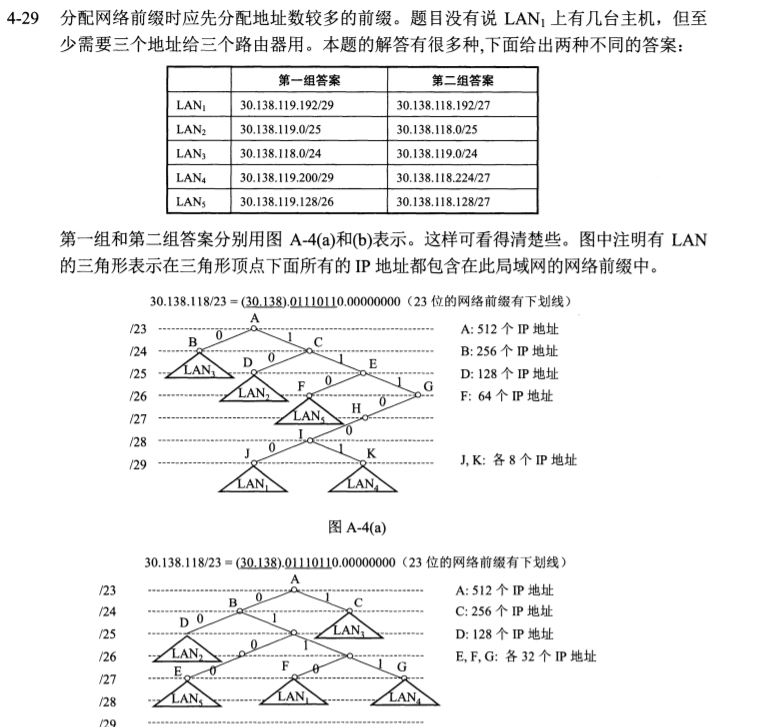 4-29 分配网络前缀时应先分配地址数较多的前缀。题目没有说 LAN₁ 上有几台主机，但至
少需要三个地址给三个路由器用。本题的解答有很多种,下面给出两种不同的答案：
第一组答案 第二组答案
LAN₁ 30.138.119.192/29 30.138.118.192/27
LAN₂ 30.138.119.0/25 30.138.118.0/25
LAN₃ 30.138.118.0/24 30.138.119.0/24
LAN₄ 30.138.119.200/29 30.138.118.224/27
LAN₅ 30.138.119.128/26 30.138.118.128/27
第一组和第二组答案分别用图 A-4(a)和(b)表示。这样可看得清楚些。图中注明有 LAN
的三角形表示在三角形顶点下面所有的 IP 地址都包含在此局域网的网络前缀中。
30.138.118/23 = (30.138).01110110.00000000（23 位的网络前缀有下划线）
A
/23 A: 512 个 IP 地址
B 0 1 C
/24 B: 256 个 IP 地址
LAN₃ D 0 1 E
/25 D: 128 个 IP 地址
LAN₂ F 0 1 G
/26 F: 64 个 IP 地址
LAN₅ H 0
/27
I 0
/28
J 0 1 K
/29 J, K: 各 8 个 IP 地址
LAN₁ LAN₄
图 A-4(a)
30.138.118/23 = (30.138).01110110.00000000（23 位的网络前缀有下划线）
A
/23 A: 512 个 IP 地址
B 0 1 C
/24 C: 256 个 IP 地址
D 0 1 LAN₃
/25 D: 128 个 IP 地址
LAN₂ 0 1
/26 E, F, G: 各 32 个 IP 地址
E 0 F 0 1 G
/27
LAN₅ LAN₁ LAN₄
/28
/29